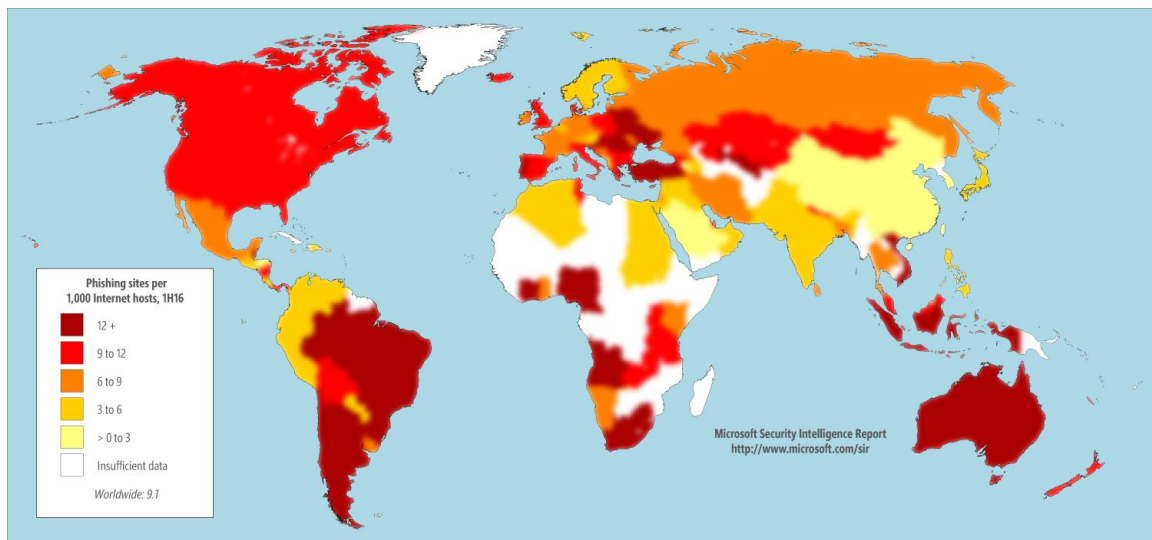 Phishing sites per
1,000 Internet hosts, 1H16
12 +
9 to 12
6 to 9
3 to 6
> 0 to 3
Insufficient data
Worldwide: 9.1
Microsoft Security Intelligence Report
http://www.microsoft.com/sir